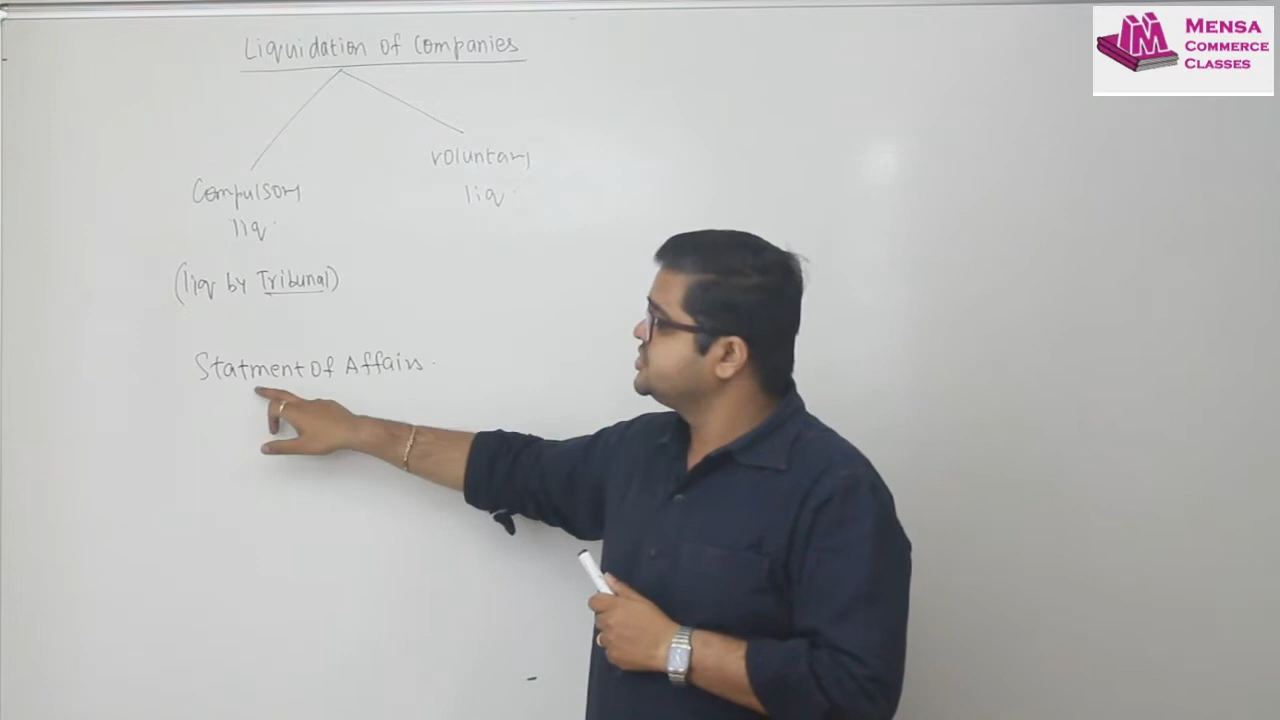 Liquidation of Companies
Compulsory
liq.
Voluntary
liq.
(liq by Tribunal)
Statment Of Affairs.
MENSA
COMMERCE
CLASSES